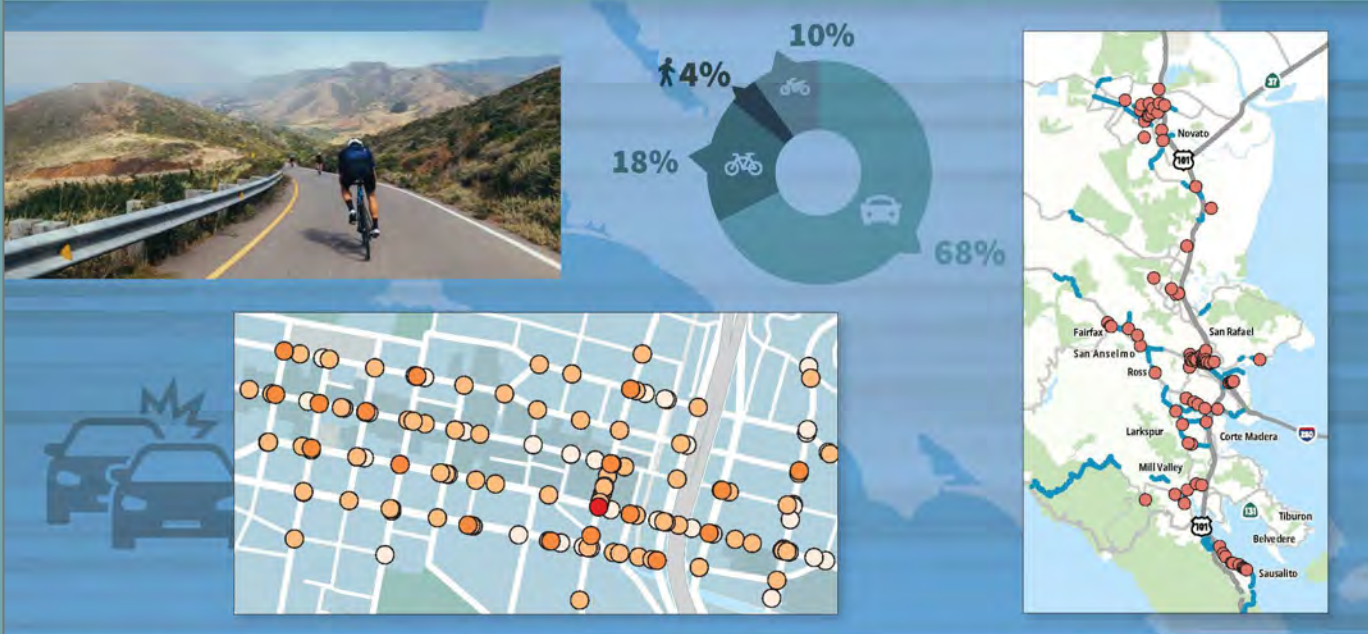 10%
4%
18%
68%
37
Novato
101
Fairfax
San Rafael
San Anselmo
Ross
Larkspur
Corte Madera
580
Mill Valley
131
Tiburon
101
Belvedere
Sausalito